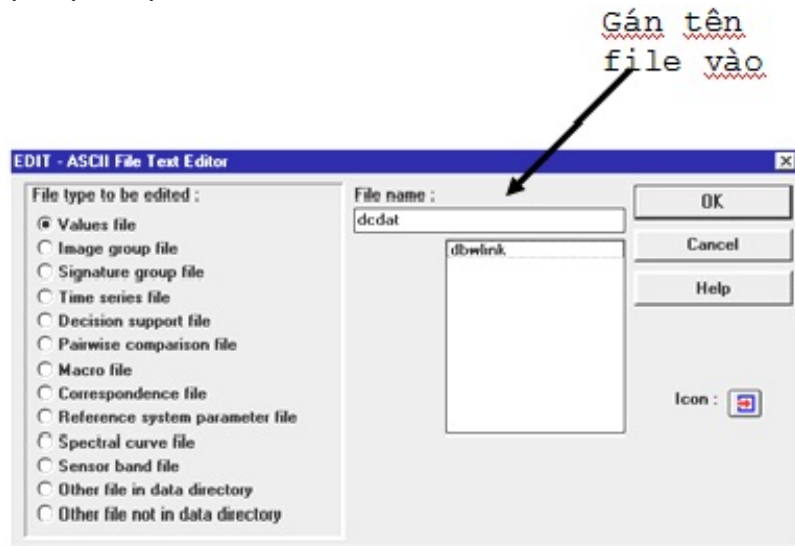 Gán tên
file vào
EDIT - ASCII File Text Editor
File type to be edited :
Values file
Image group file
Signature group file
Time series file
Decision support file
Pairwise comparison file
Macro file
Correspondence file
Reference system parameter file
Spectral curve file
Sensor band file
Other file in data directory
Other file not in data directory
File name :
dcdat
dbwlink
OK
Cancel
Help
Icon :